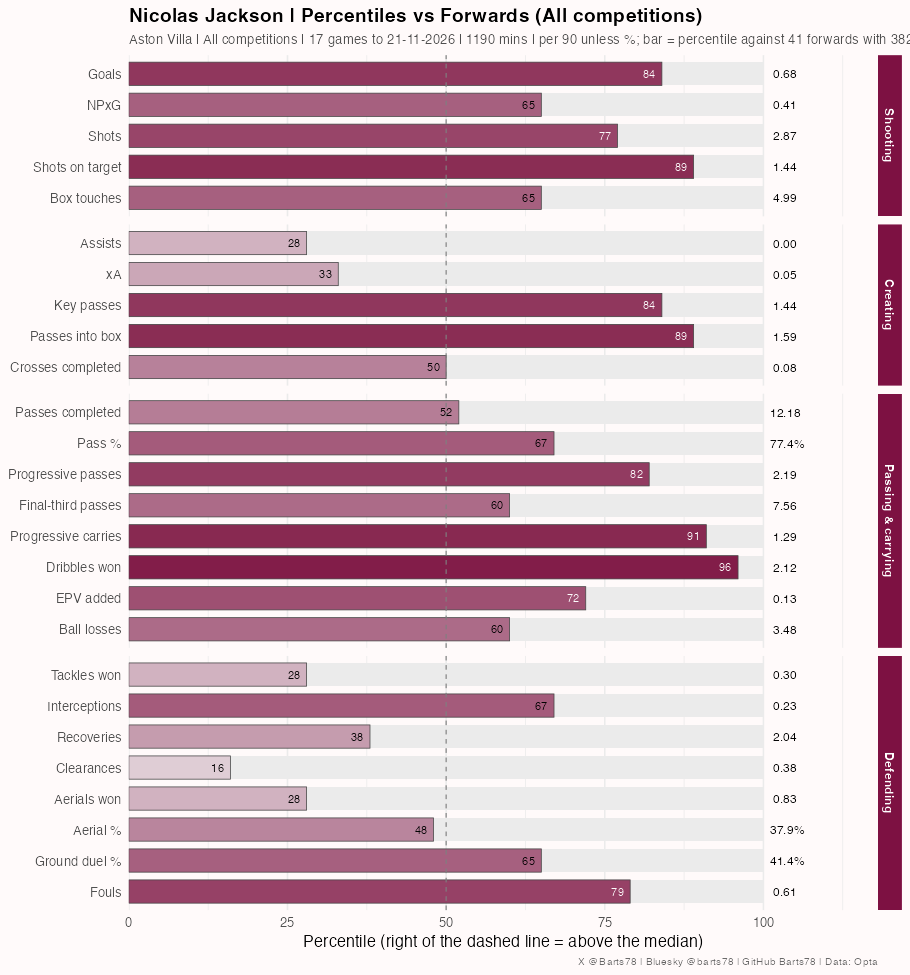 Nicolas Jackson | Percentiles vs Forwards (All competitions)
Aston Villa | All competitions | 17 games to 21-11-2026 | 1190 mins | per 90 unless %; bar = percentile against 41 forwards with 382
Goals 84 0.68
NPxG 65 0.41
Shots 77 2.87
Shots on target 89 1.44
Box touches 65 4.99
Shooting
Assists 28 0.00
xA 33 0.05
Key passes 84 1.44
Passes into box 89 1.59
Crosses completed 50 0.08
Creating
Passes completed 52 12.18
Pass % 67 77.4%
Progressive passes 82 2.19
Final-third passes 60 7.56
Progressive carries 91 1.29
Dribbles won 96 2.12
EPV added 72 0.13
Ball losses 60 3.48
Passing & carrying
Tackles won 28 0.30
Interceptions 67 0.23
Recoveries 38 2.04
Clearances 16 0.38
Aerials won 28 0.83
Aerial % 48 37.9%
Ground duel % 65 41.4%
Fouls 79 0.61
Defending
0 25 50 75 100
Percentile (right of the dashed line = above the median)
X @Barts78 | Bluesky @barts78 | GitHub Barts78 | Data: Opta